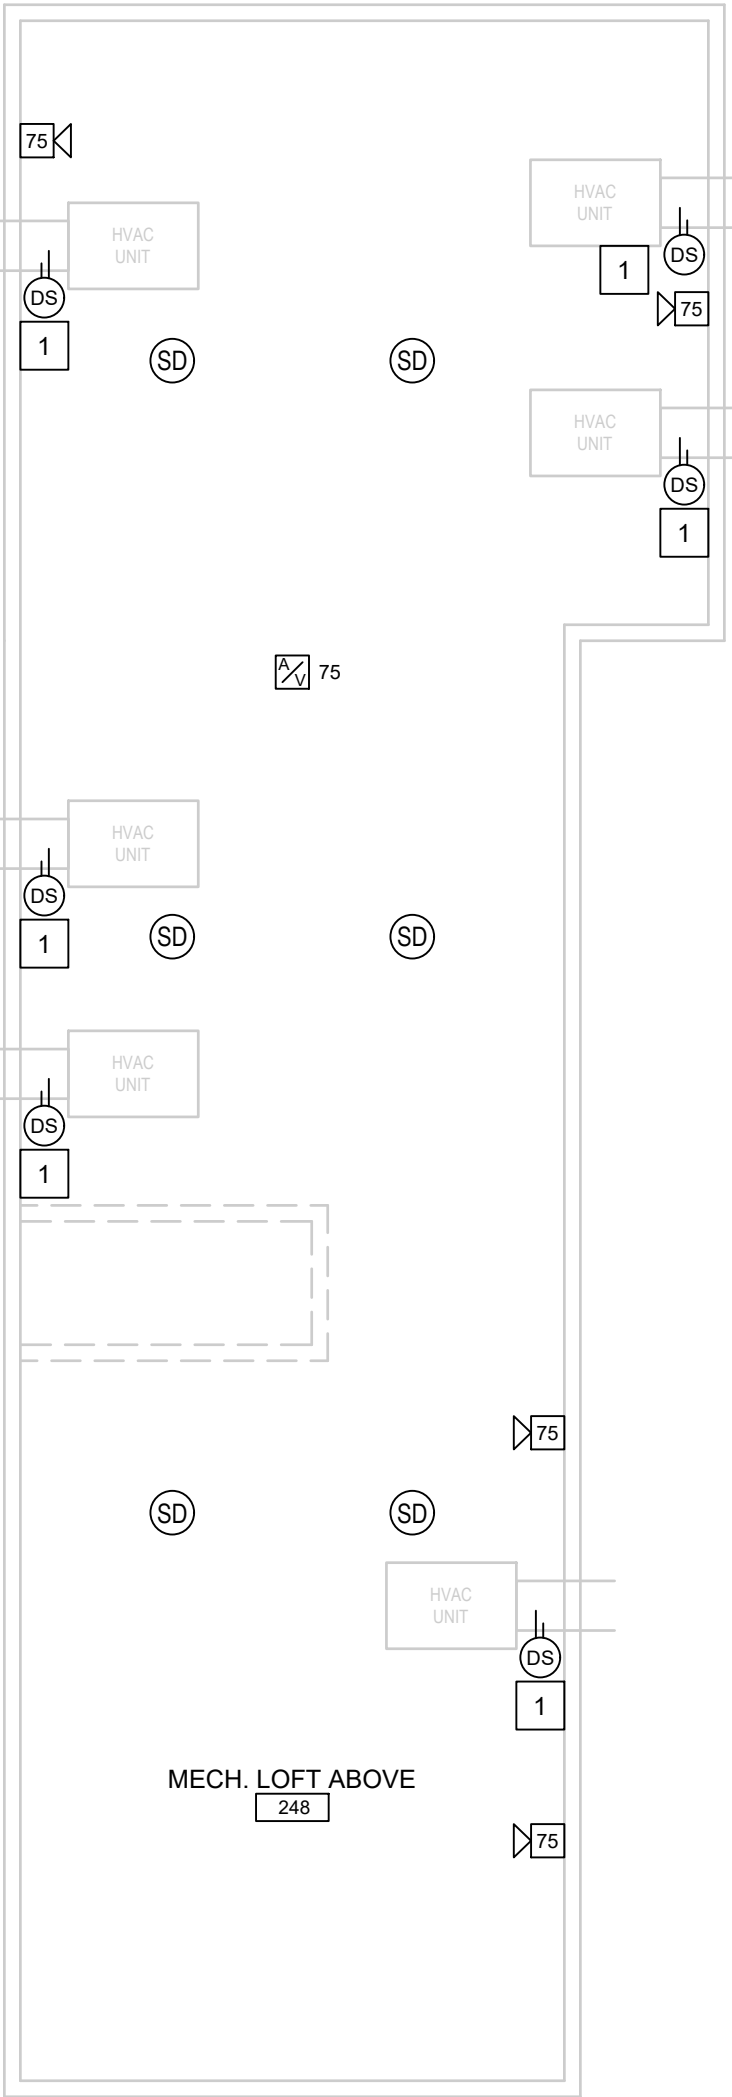 75
HVAC
UNIT
HVAC
UNIT
DS
1
75
DS
1
SD
SD
HVAC
UNIT
DS
1
A/V 75
HVAC
UNIT
DS
1
SD
SD
HVAC
UNIT
DS
1
75
SD
SD
HVAC
UNIT
DS
1
MECH. LOFT ABOVE
248
75